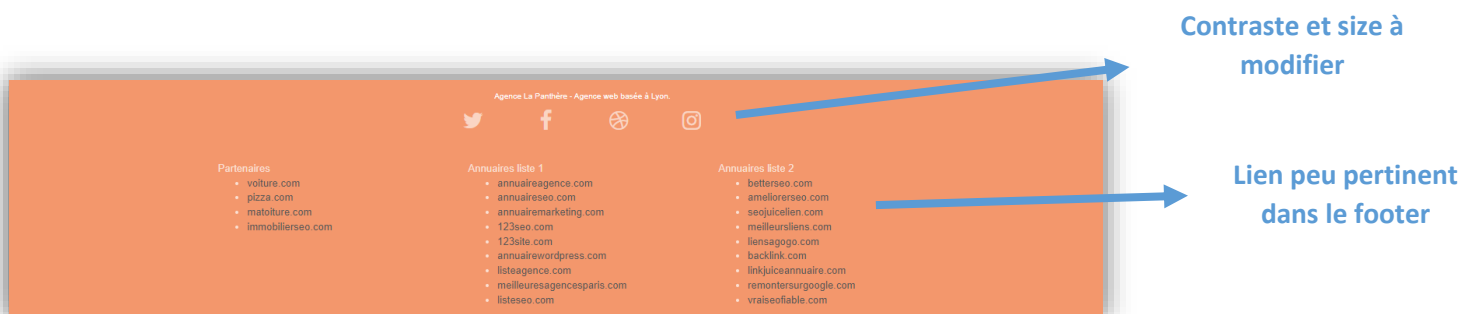 Contraste et size à
modifier
Agence La Panthère - Agence web basée à Lyon.
Partenaires
voiture.com
pizza.com
matoiture.com
immobilierseo.com
Annuaires liste 1
annuaireagence.com
annuaireseo.com
annuairemarketing.com
123seo.com
123site.com
annuairewordpress.com
listeagence.com
meilleuresagencesparis.com
listeseo.com
Annuaires liste 2
betterseo.com
ameliorerseo.com
seojuicelien.com
meilleursliens.com
liensagogo.com
backlink.com
linkjuiceannuaire.com
remontersurgoogle.com
vraiseofiable.com
Lien peu pertinent
dans le footer